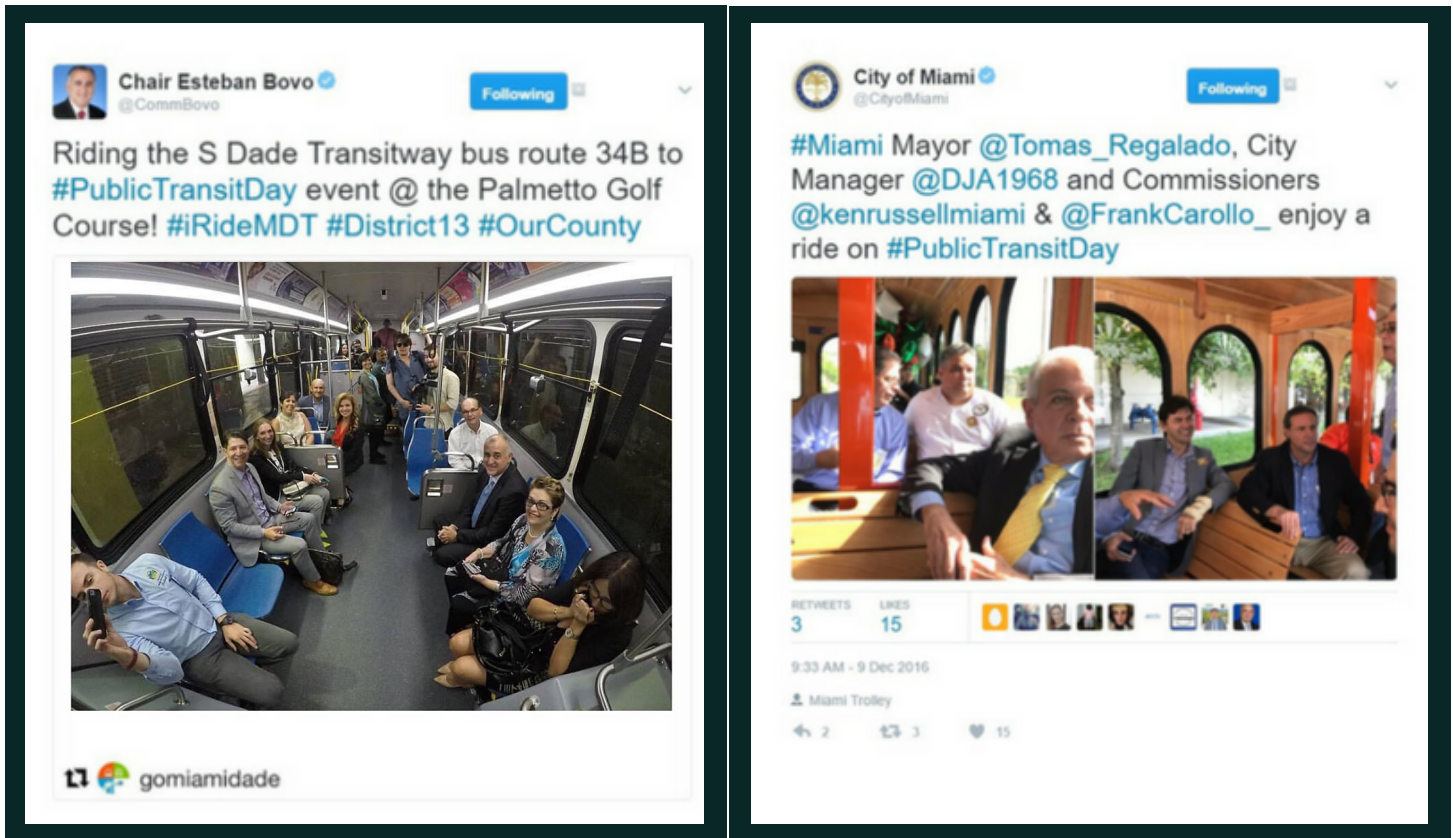 Chair Esteban Bovo
@CommBovo
Following
Riding the S Dade Transitway bus route 34B to
#PublicTransitDay event @ the Palmetto Golf
Course! #iRideMDT #District13 #OurCounty
gomiamidade
City of Miami
@CityofMiami
Following
#Miami Mayor @Tomas_Regalado, City
Manager @DJA1968 and Commissioners
@kenrussellmiami & @FrankCarollo_ enjoy a
ride on #PublicTransitDay
RETWEETS LIKES
3 15
9:33 AM - 9 Dec 2016
Miami Trolley
2 3 15